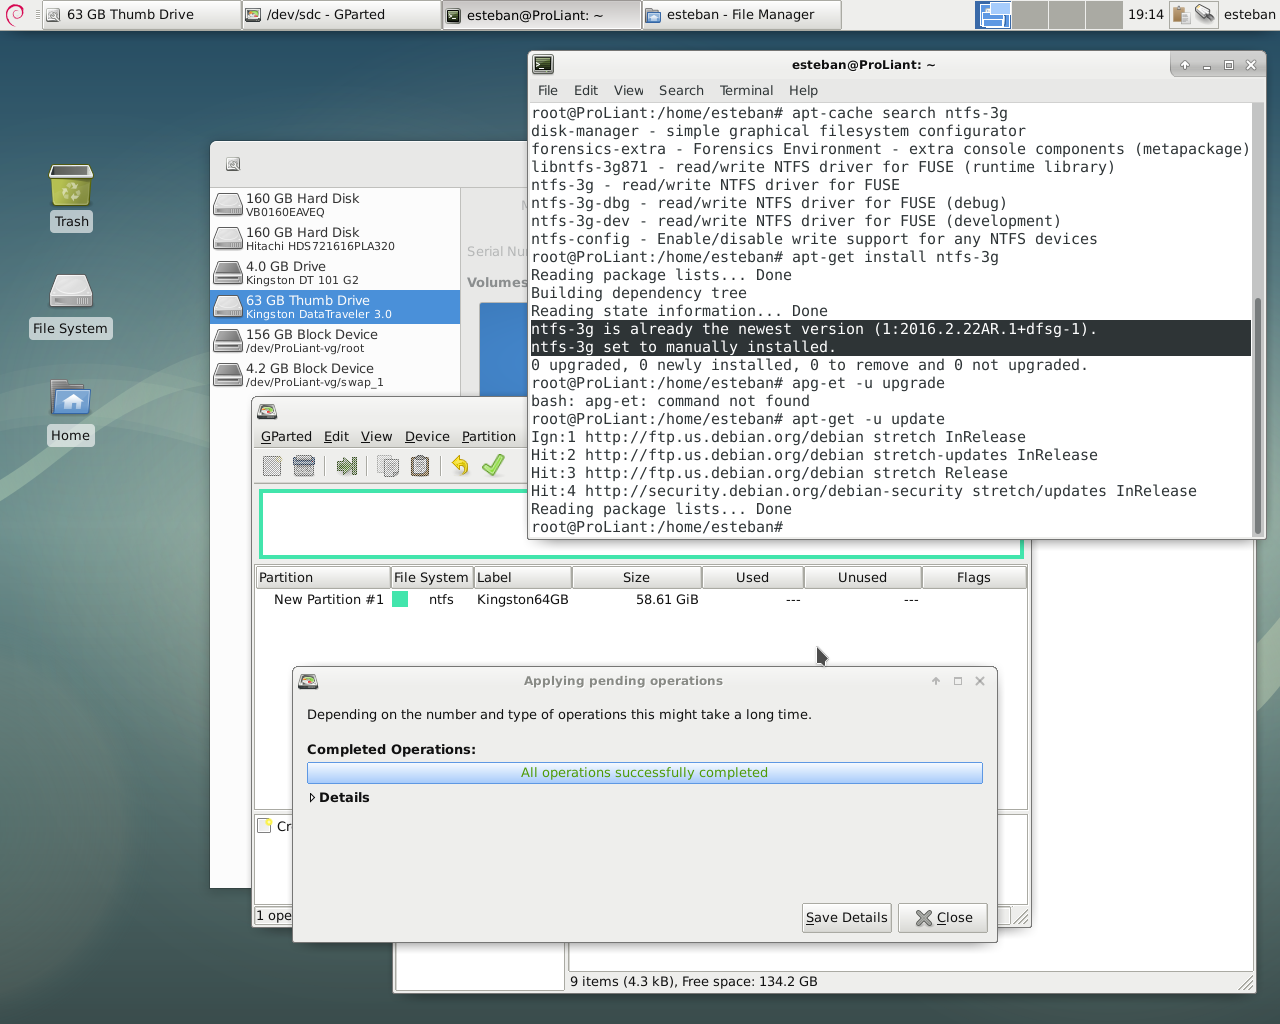 63 GB Thumb Drive
/dev/sdc - GParted
esteban@ProLiant: ~
esteban - File Manager
19:14
esteban
Trash
File System
Home
160 GB Hard Disk
VB0160EAVEQ
160 GB Hard Disk
Hitachi HDS721616PLA320
4.0 GB Drive
Kingston DT 101 G2
63 GB Thumb Drive
Kingston DataTraveler 3.0
156 GB Block Device
/dev/ProLiant-vg/root
4.2 GB Block Device
/dev/ProLiant-vg/swap_1
Serial Nu
Volumes
esteban@ProLiant: ~
File Edit View Search Terminal Help
root@ProLiant:/home/esteban# apt-cache search ntfs-3g
disk-manager - simple graphical filesystem configurator
forensics-extra - Forensics Environment - extra console components (metapackage)
libntfs-3g871 - read/write NTFS driver for FUSE (runtime library)
ntfs-3g - read/write NTFS driver for FUSE
ntfs-3g-dbg - read/write NTFS driver for FUSE (debug)
ntfs-3g-dev - read/write NTFS driver for FUSE (development)
ntfs-config - Enable/disable write support for any NTFS devices
root@ProLiant:/home/esteban# apt-get install ntfs-3g
Reading package lists... Done
Building dependency tree
Reading state information... Done
ntfs-3g is already the newest version (1:2016.2.22AR.1+dfsg-1).
ntfs-3g set to manually installed.
0 upgraded, 0 newly installed, 0 to remove and 0 not upgraded.
root@ProLiant:/home/esteban# apg-et -u upgrade
bash: apg-et: command not found
root@ProLiant:/home/esteban# apt-get -u update
Ign:1 http://ftp.us.debian.org/debian stretch InRelease
Hit:2 http://ftp.us.debian.org/debian stretch-updates InRelease
Hit:3 http://ftp.us.debian.org/debian stretch Release
Hit:4 http://security.debian.org/debian-security stretch/updates InRelease
Reading package lists... Done
root@ProLiant:/home/esteban#
GParted Edit View Device Partition
Partition File System Label Size Used Unused Flags
New Partition #1 ntfs Kingston64GB 58.61 GiB --- ---
Cr
1 ope
Applying pending operations
Depending on the number and type of operations this might take a long time.
Completed Operations:
All operations successfully completed
Details
Save Details
Close
9 items (4.3 kB), Free space: 134.2 GB